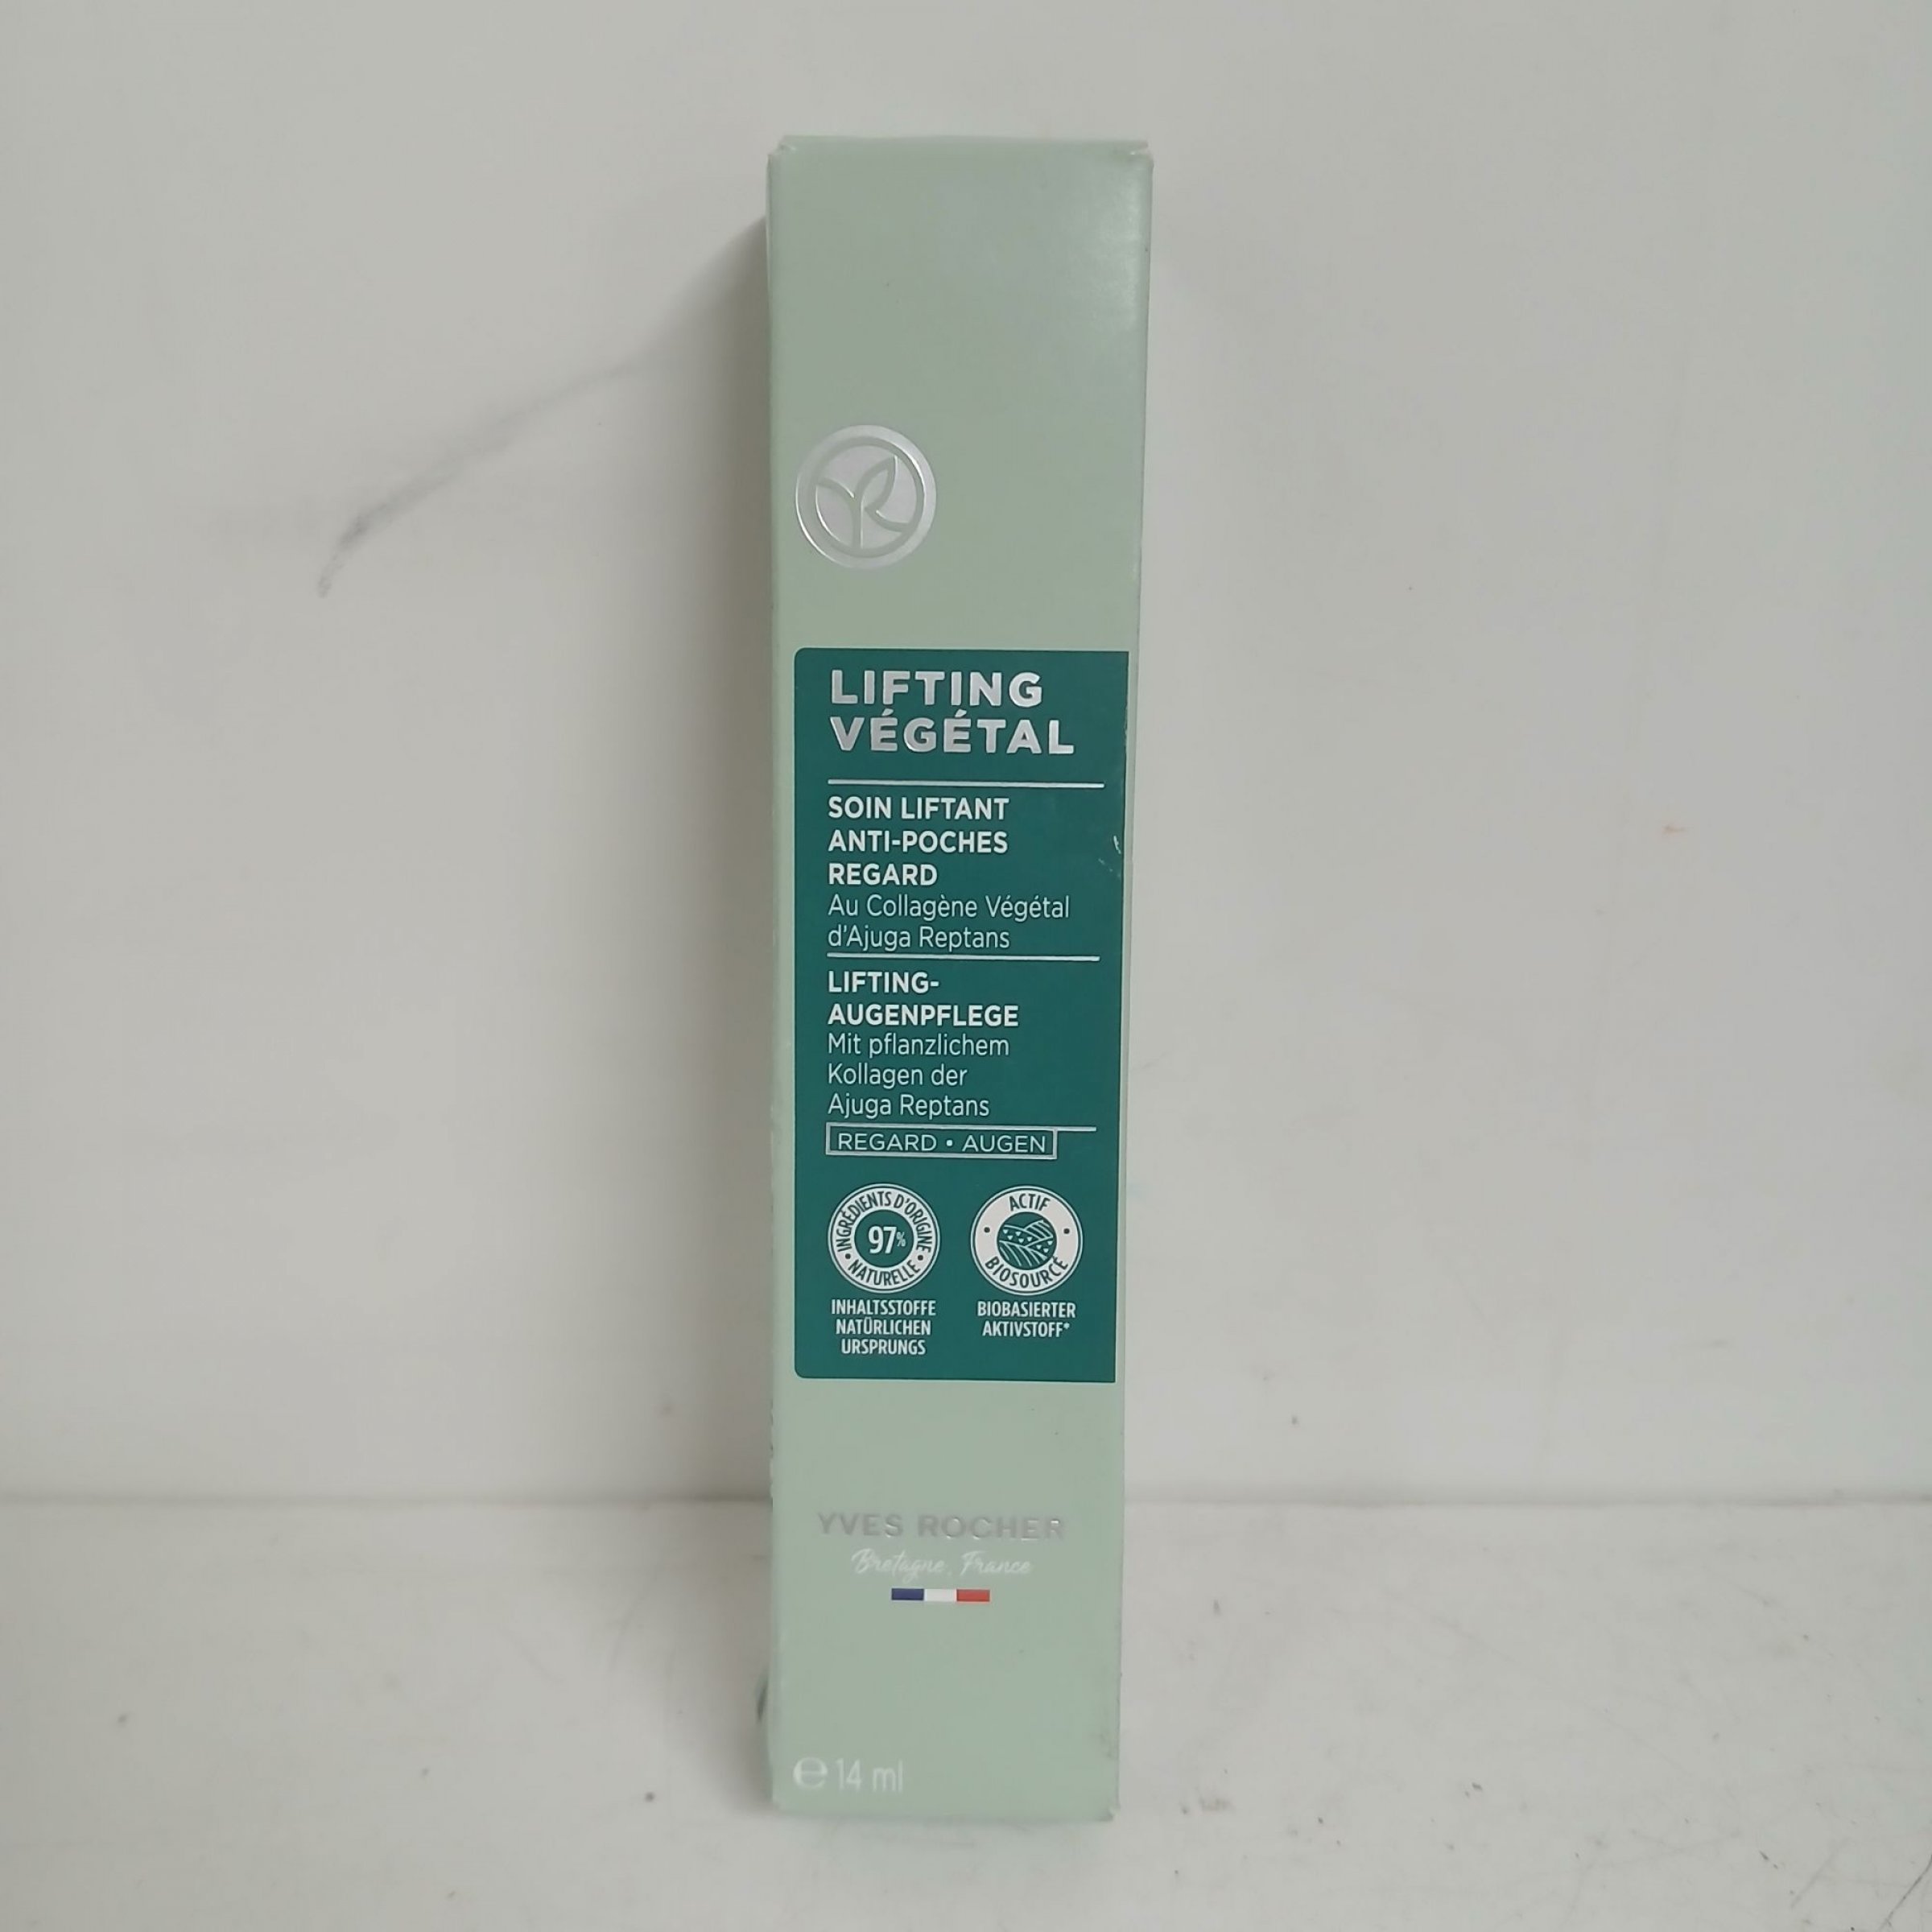 LIFTING
VÉGÉTAL
SOIN LIFTANT
ANTI-POCHES
REGARD
Au Collagène Végétal
d'Ajuga Reptans
LIFTING-
AUGENPFLEGE
Mit pflanzlichem
Kollagen der
Ajuga Reptans
REGARD • AUGEN
INGRÉDIENTS D'ORIGINE • NATURELLE •
97%
INHALTSSTOFFE
NATÜRLICHEN
URSPRUNGS
ACTIF • BIOSOURCÉ •
BIOBASIERTER
AKTIVSTOFF*
YVES ROCHER
Bretagne, France
℮ 14 ml